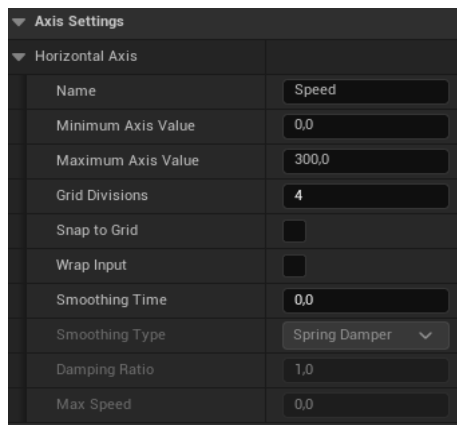 Axis Settings
Horizontal Axis
Name Speed
Minimum Axis Value 0,0
Maximum Axis Value 300,0
Grid Divisions 4
Snap to Grid
Wrap Input
Smoothing Time 0,0
Smoothing Type Spring Damper
Damping Ratio 1,0
Max Speed 0,0